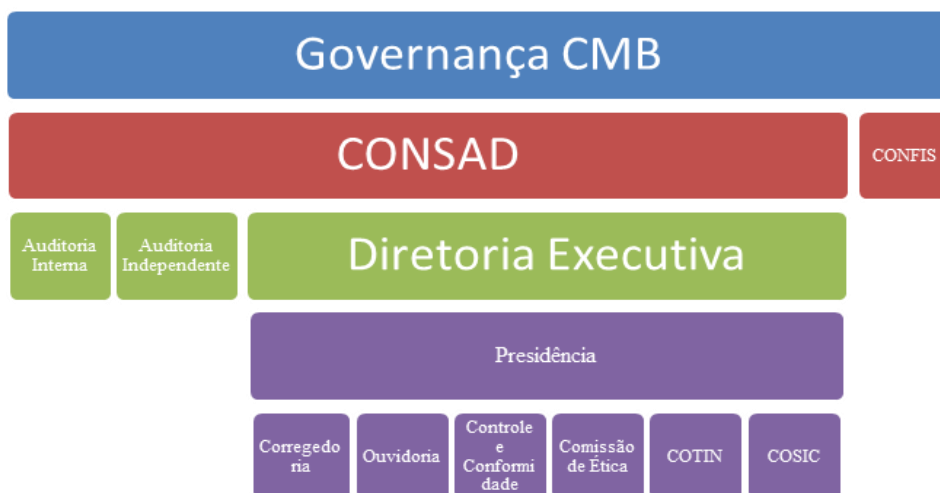 Governança CMB
CONSAD
CONFIS
Auditoria
Interna
Auditoria
Independente
Diretoria Executiva
Presidência
Corregedo
ria
Ouvidoria
Controle
e
Conformi
dade
Comissão
de Ética
COTIN
COSIC